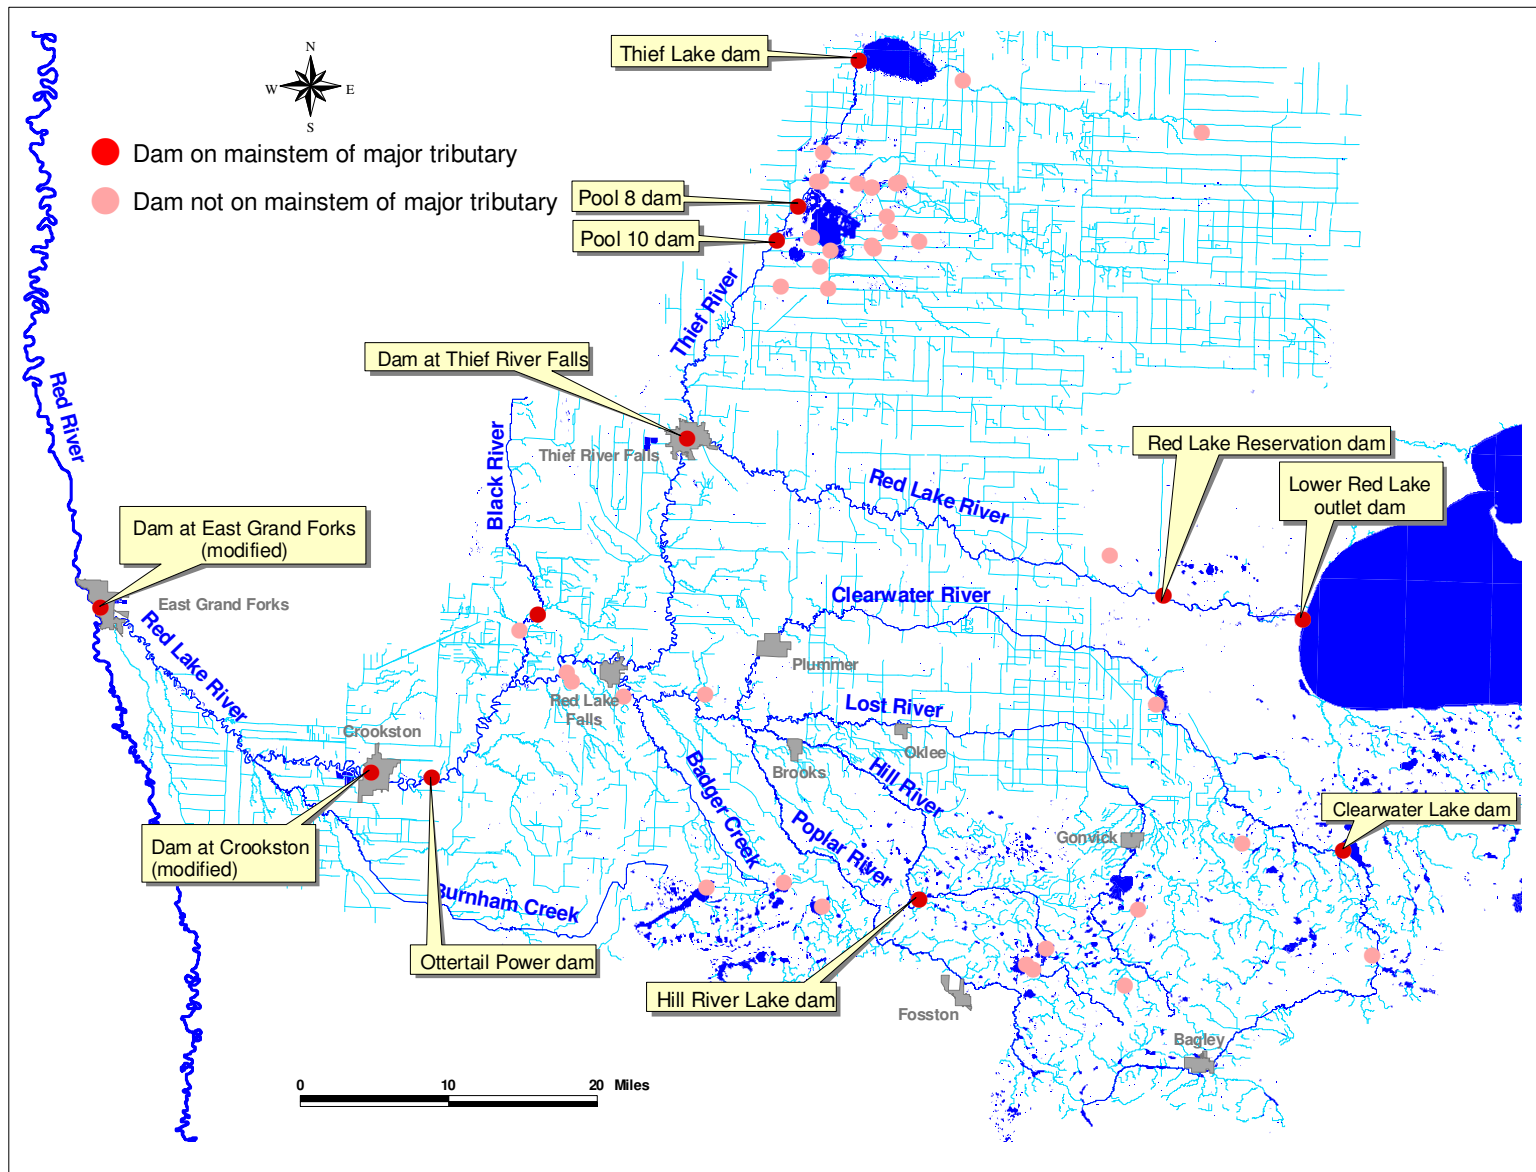 N
W
E
S
Dam on mainstem of major tributary
Dam not on mainstem of major tributary
Thief Lake dam
Pool 8 dam
Pool 10 dam
Thief River
Dam at Thief River Falls
Red River
Black River
Thief River Falls
Red Lake River
Red Lake Reservation dam
Lower Red Lake
outlet dam
Dam at East Grand Forks
(modified)
East Grand Forks
Red Lake River
Clearwater River
Plummer
Red Lake
Falls
Lost River
Oklee
Crookston
Brooks
Hill River
Badger Creek
Poplar River
Gonvick
Clearwater Lake dam
Dam at Crookston
(modified)
Burnham Creek
Ottertail Power dam
Hill River Lake dam
Fosston
Bagley
0 10 20 Miles